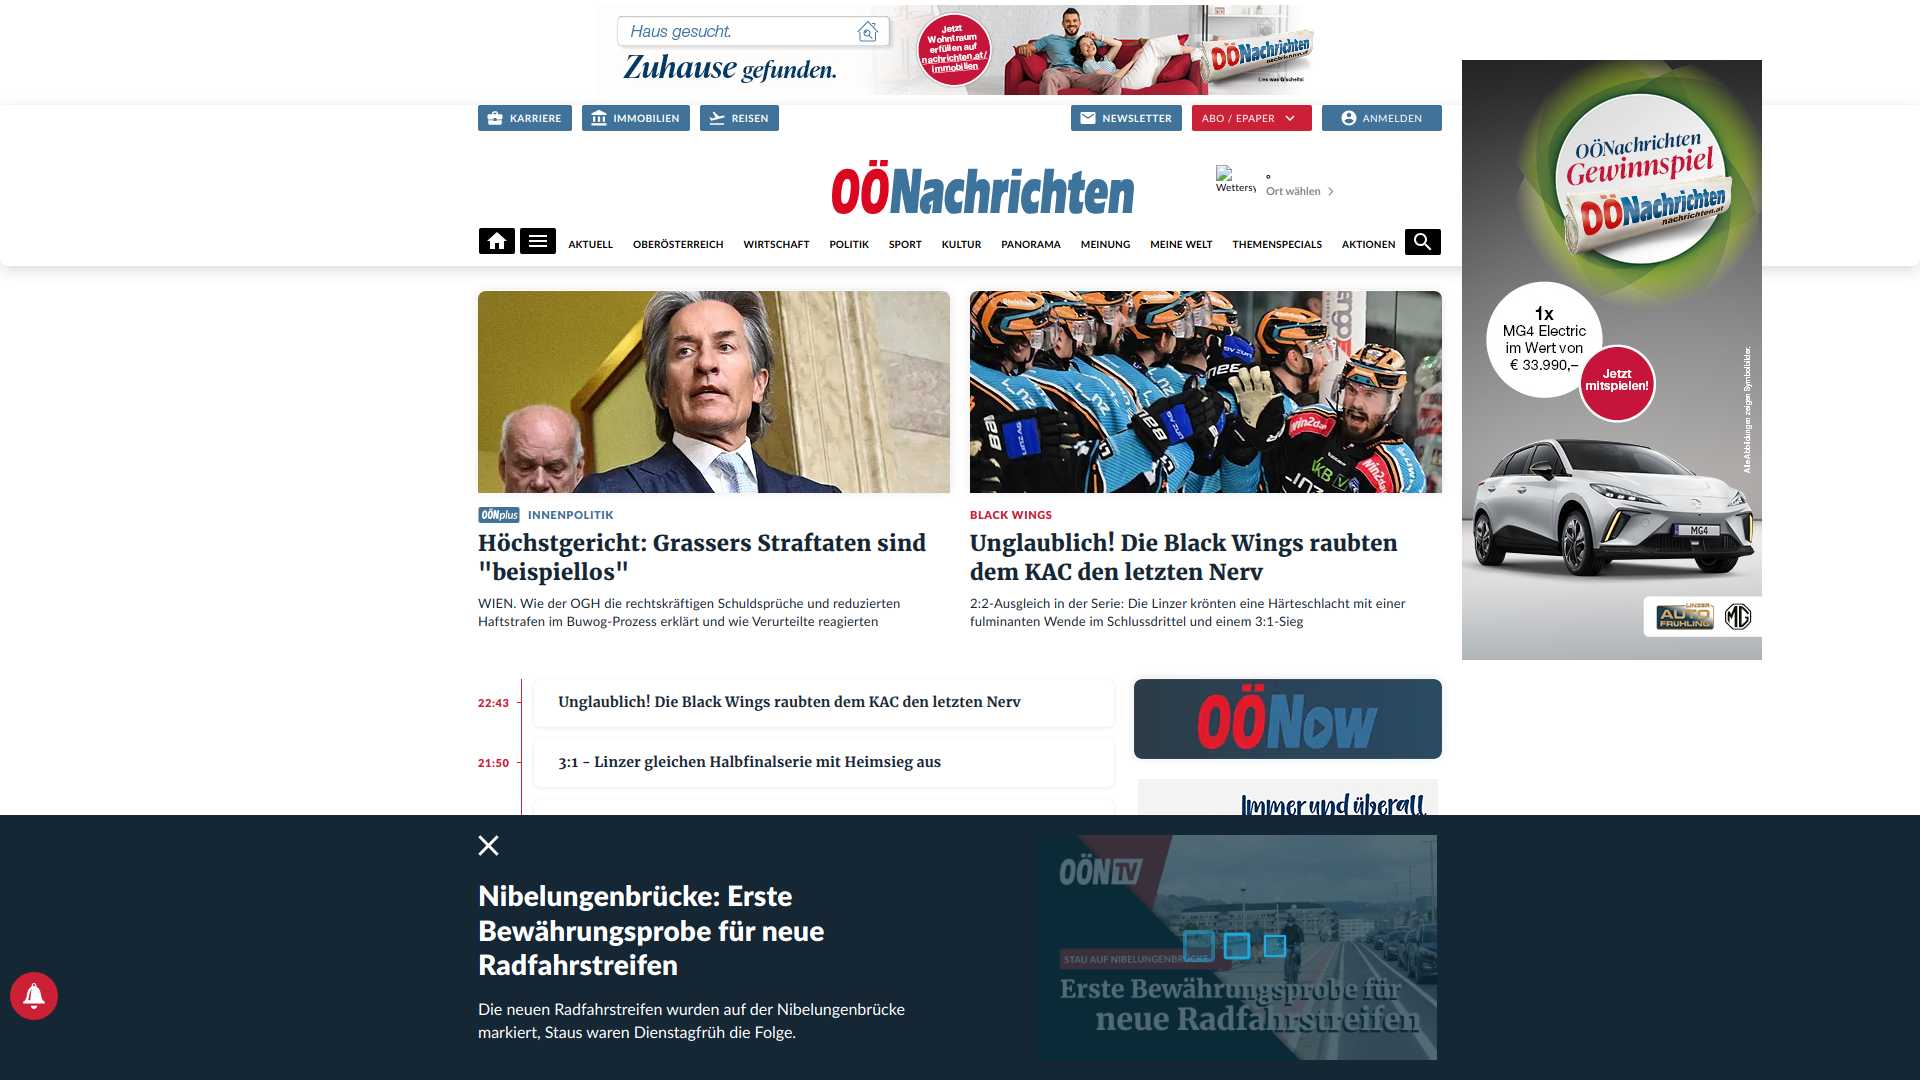 Haus gesucht.
Zuhause gefunden.
Jetzt
Wohntraum
erfüllen auf
nachrichten.at/
immobilien
OÖNachrichten
nachrichten.at
Lies was Gscheits!
KARRIERE
IMMOBILIEN
REISEN
NEWSLETTER
ABO / EPAPER
ANMELDEN
OÖNachrichten
Wettersy
°
Ort wählen
AKTUELL
OBERÖSTERREICH
WIRTSCHAFT
POLITIK
SPORT
KULTUR
PANORAMA
MEINUNG
MEINE WELT
THEMENSPECIALS
AKTIONEN
OÖNachrichten
Gewinnspiel
OÖNachrichten
nachrichten.at
1x
MG4 Electric
im Wert von
€ 33.990,–
Jetzt
mitspielen!
Alle Abbildungen zeigen Symbolbilder.
MG4
LINZER
AUTO
FRÜHLING
MG
OÖNplus INNENPOLITIK
Höchstgericht: Grassers Straftaten sind
"beispiellos"
WIEN. Wie der OGH die rechtskräftigen Schuldsprüche und reduzierten
Haftstrafen im Buwog-Prozess erklärt und wie Verurteilte reagierten
BLACK WINGS
Unglaublich! Die Black Wings raubten
dem KAC den letzten Nerv
2:2-Ausgleich in der Serie: Die Linzer krönten eine Härteschlacht mit einer
fulminanten Wende im Schlussdrittel und einem 3:1-Sieg
22:43
Unglaublich! Die Black Wings raubten dem KAC den letzten Nerv
21:50
3:1 - Linzer gleichen Halbfinalserie mit Heimsieg aus
OÖNow
Immer und überall
Nibelungenbrücke: Erste
Bewährungsprobe für neue
Radfahrstreifen
Die neuen Radfahrstreifen wurden auf der Nibelungenbrücke
markiert, Staus waren Dienstagfrüh die Folge.
OÖN TV
STAU AUF NIBELUNGENBRÜCKE
Erste Bewährungsprobe für
neue Radfahrstreifen